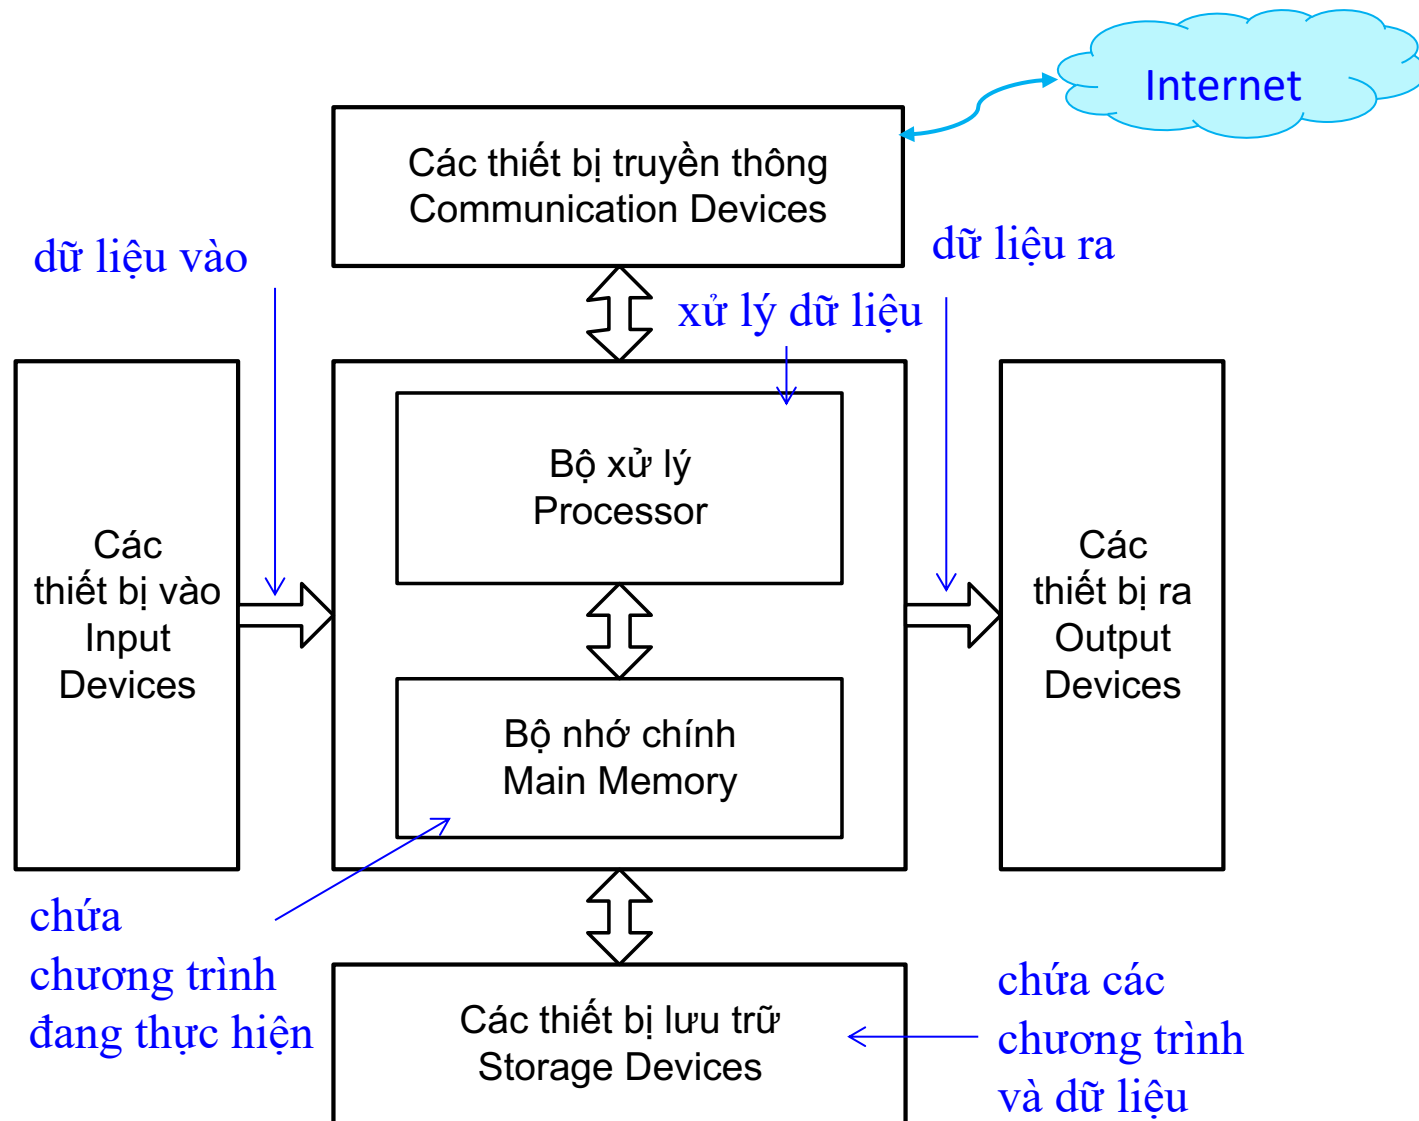 Internet
Các thiết bị truyền thông
Communication Devices
dữ liệu vào
dữ liệu ra
xử lý dữ liệu
Bộ xử lý
Processor
Các
thiết bị vào
Input
Devices
Các
thiết bị ra
Output
Devices
Bộ nhớ chính
Main Memory
chứa
chương trình
đang thực hiện
Các thiết bị lưu trữ
Storage Devices
chứa các
chương trình
và dữ liệu